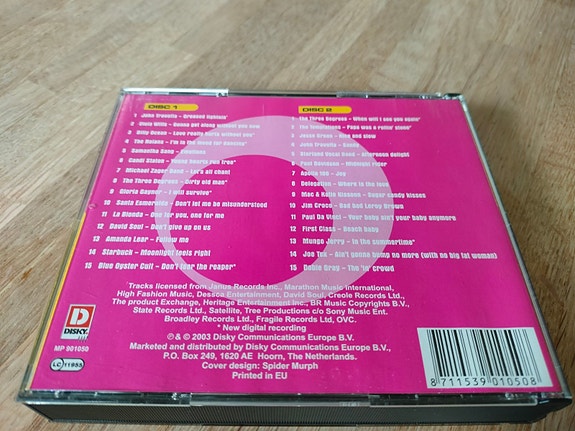 DISC 1
1 John Travolta - Greased lightnin'
2 Viola Wills - Gonna get along without you now
3 Billy Ocean - Love really hurts without you*
4 The Nolans - I'm in the mood for dancing*
5 Samantha Sang - Emotions
6 Candi Staton - Young hearts run free*
7 Michael Zager Band - Let's all chant
8 The Three Degrees - Dirty old man*
9 Gloria Gaynor - I will survive*
10 Santa Esmeralda - Don't let me be misunderstood
11 La Bionda - One for you, one for me
12 David Soul - Don't give up on us
13 Amanda Lear - Follow me
14 Starbuck - Moonlight feels right
15 Blue Oyster Cult - Don't fear the reaper*
DISC 2
1 The Three Degrees - When will I see you again*
2 The Temptations - Papa was a rollin' stone*
3 Jesse Green - Nice and slow
4 John Travolta - Sandy
5 Starland Vocal Band - Afternoon delight
6 Paul Davidson - Midnight rider
7 Apollo 100 - Joy
8 Delegation - Where is the love
9 Mac & Katie Kissoon - Sugar candy kisses
10 Jim Croce - Bad bad Leroy Brown
11 Paul Da Vinci - Your baby ain't your baby anymore
12 First Class - Beach baby
13 Mungo Jerry - In the summertime*
14 Joe Tex - Ain't gonna bump no more (with no big fat woman)
15 Dobie Gray - The 'in' crowd
Tracks licensed from Janus Records Inc., Marathon Music International,
High Fashion Music, Dessca Entertainment, David Soul, Creole Records Ltd.,
The product Exchange, Heritage Entertainment Inc., BR Music Copyrights B.V.,
State Records Ltd., Satellite, Tree Productions c/o Sony Music Ent.
Broadley Records Ltd., Fragile Records Ltd, OVC.
* New digital recording
℗ & © 2003 Disky Communications Europe B.V.
Marketed and distributed by Disky Communications Europe B.V.,
P.O. Box 249, 1620 AE Hoorn, The Netherlands.
Cover design: Spider Murph
Printed in EU
D
DISKY
MP 901050
LC 11955
8 711539 010508